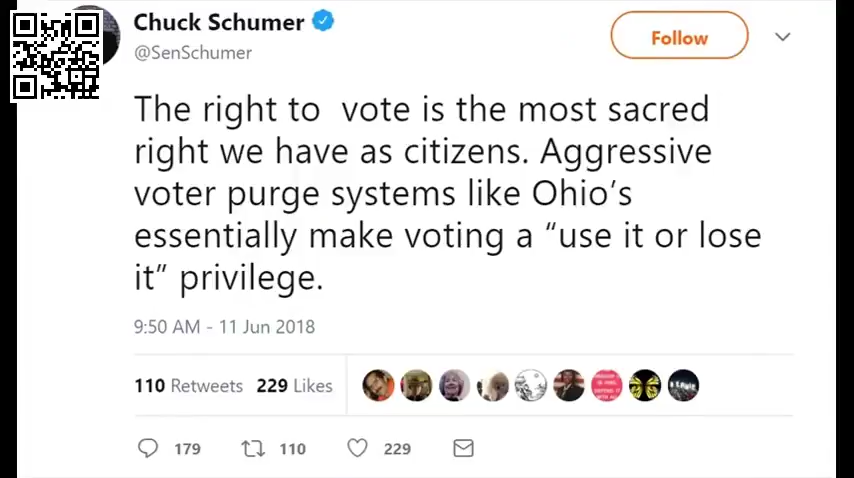 Chuck Schumer
@SenSchumer
Follow
The right to vote is the most sacred
right we have as citizens. Aggressive
voter purge systems like Ohio’s
essentially make voting a “use it or lose
it” privilege.
9:50 AM - 11 Jun 2018
110 Retweets 229 Likes
179 110 229